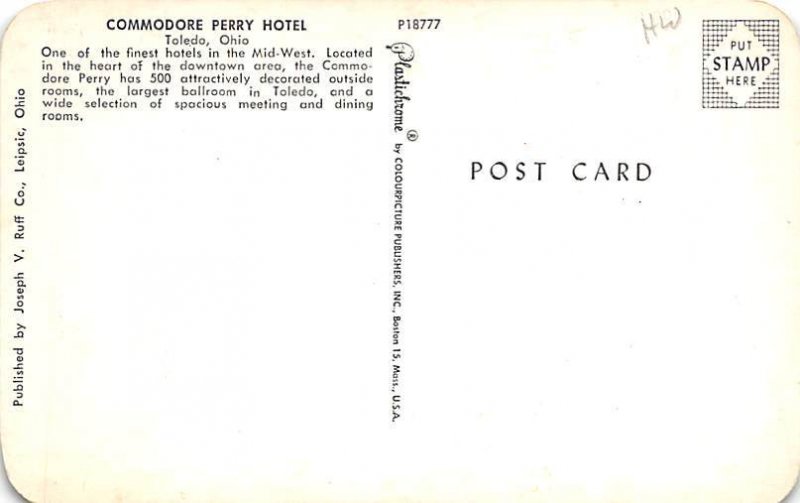 COMMODORE PERRY HOTEL
Toledo, Ohio
One of the finest hotels in the Mid-West. Located
in the heart of the downtown area, the Commo-
dore Perry has 500 attractively decorated outside
rooms, the largest ballroom in Toledo, and a
wide selection of spacious meeting and dining
rooms.
Published by Joseph V. Ruff Co., Leipsic, Ohio
P18777
Plastichrome ® by COLOURPICTURE PUBLISHERS, INC., Boston 15, Mass., U.S.A.
HW
PUT
STAMP
HERE
POST CARD